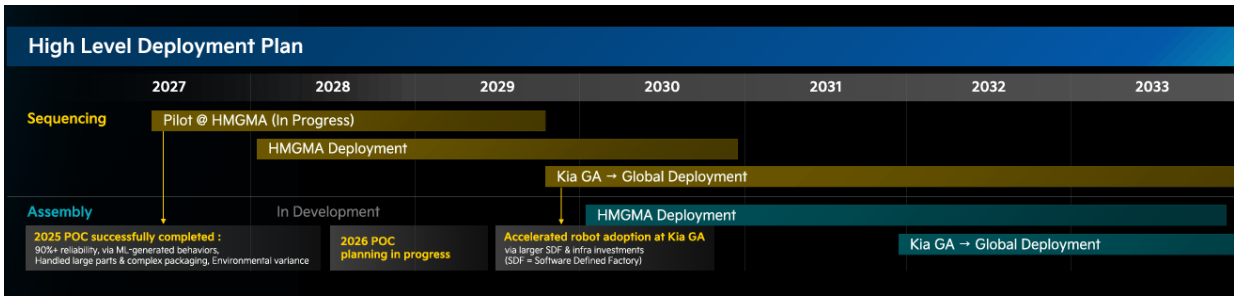 High Level Deployment Plan
2027 2028 2029 2030 2031 2032 2033
Sequencing
Pilot @ HMGMA (In Progress)
HMGMA Deployment
Kia GA → Global Deployment
Assembly
In Development
HMGMA Deployment
Kia GA → Global Deployment
2025 POC successfully completed :
90%+ reliability, via ML-generated behaviors,
Handled large parts & complex packaging, Environmental variance
2026 POC
planning in progress
Accelerated robot adoption at Kia GA
via larger SDF & infra investments
(SDF = Software Defined Factory)